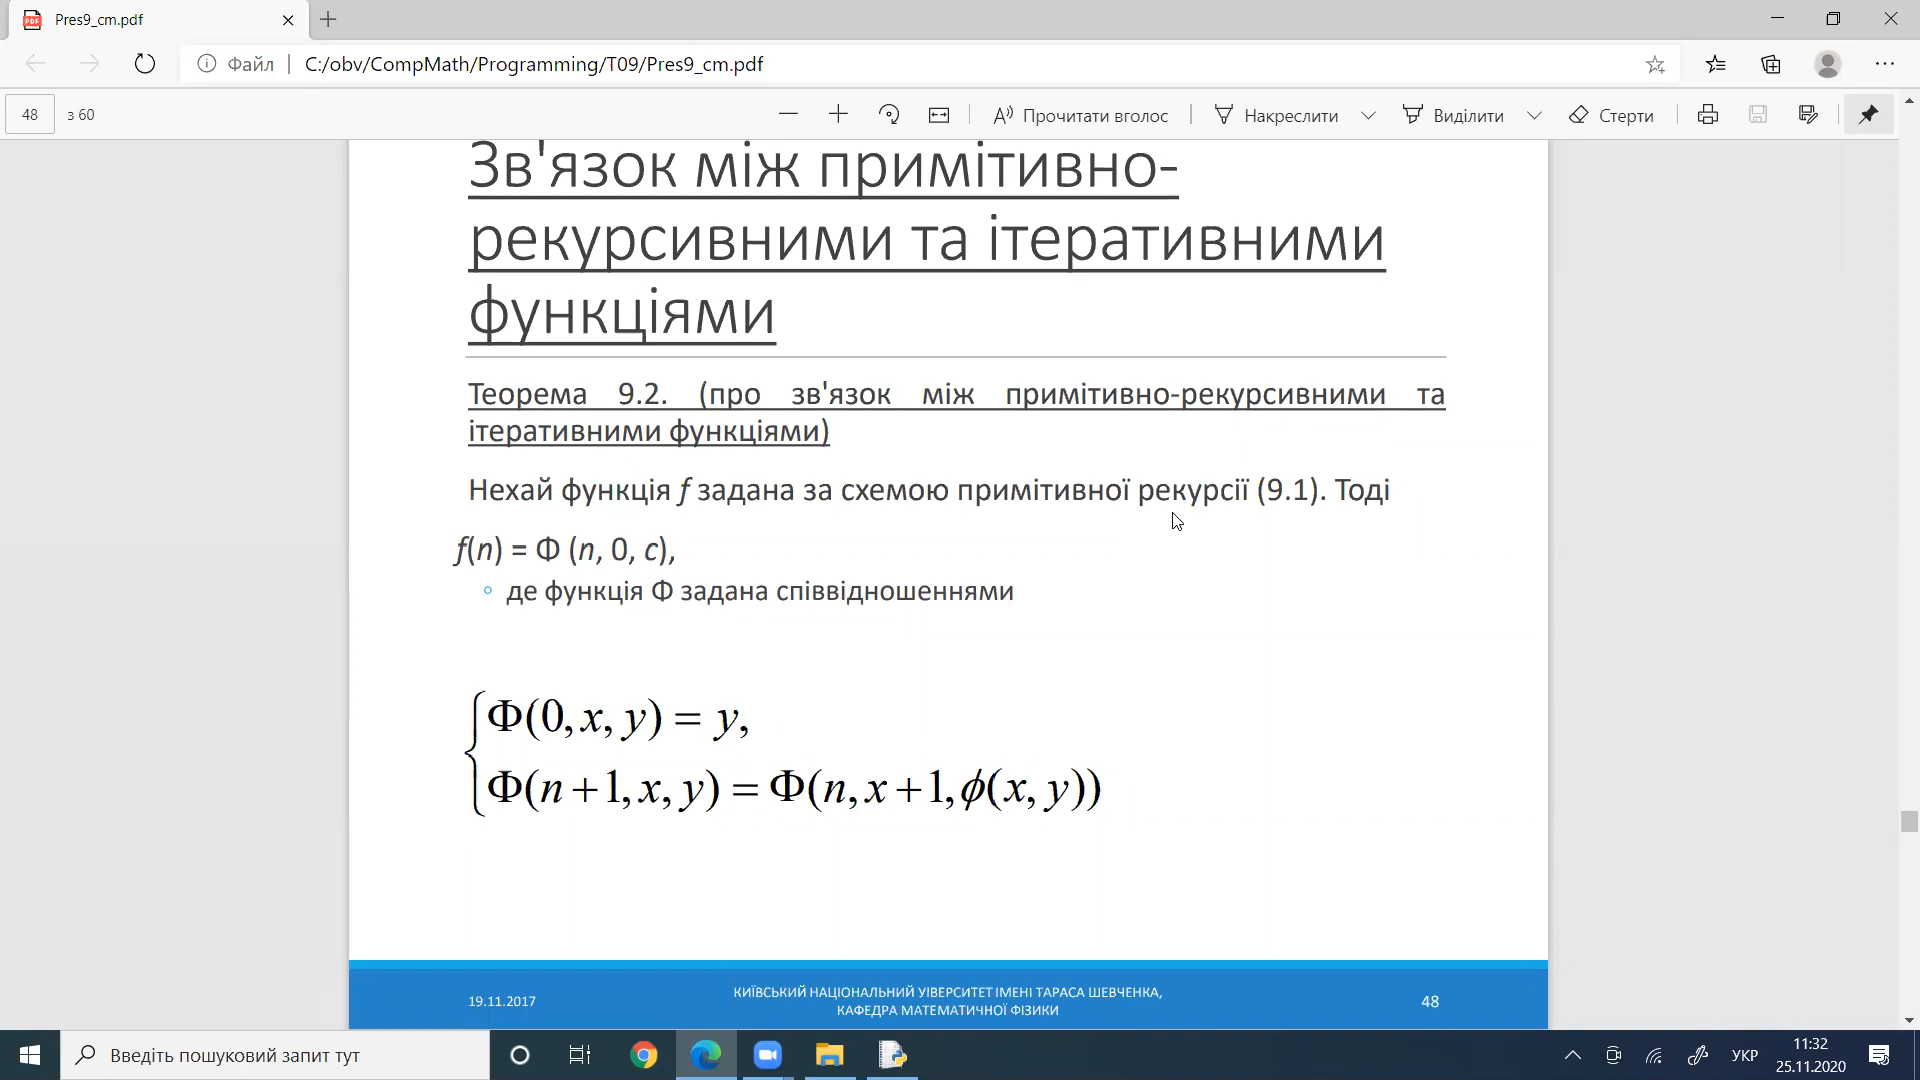 Pres9_cm.pdf
Файл
C:/obv/CompMath/Programming/T09/Pres9_cm.pdf
48 з 60
Прочитати вголос
Накреслити
Виділити
Стерти
Зв'язок між примітивно-
рекурсивними та ітеративними
функціями
Теорема 9.2. (про зв'язок між примітивно-рекурсивними та
ітеративними функціями)
Нехай функція f задана за схемою примітивної рекурсії (9.1). Тоді
f(n) = Φ (n, 0, c),
де функція Φ задана співвідношеннями
Φ(0, x, y) = y,
Φ(n+1, x, y) = Φ(n, x+1, ϕ(x, y))
19.11.2017
КИЇВСЬКИЙ НАЦІОНАЛЬНИЙ УІВЕРСИТЕТ ІМЕНІ ТАРАСА ШЕВЧЕНКА,
КАФЕДРА МАТЕМАТИЧНОЇ ФІЗИКИ
48
Введіть пошуковий запит тут
УКР
11:32
25.11.2020